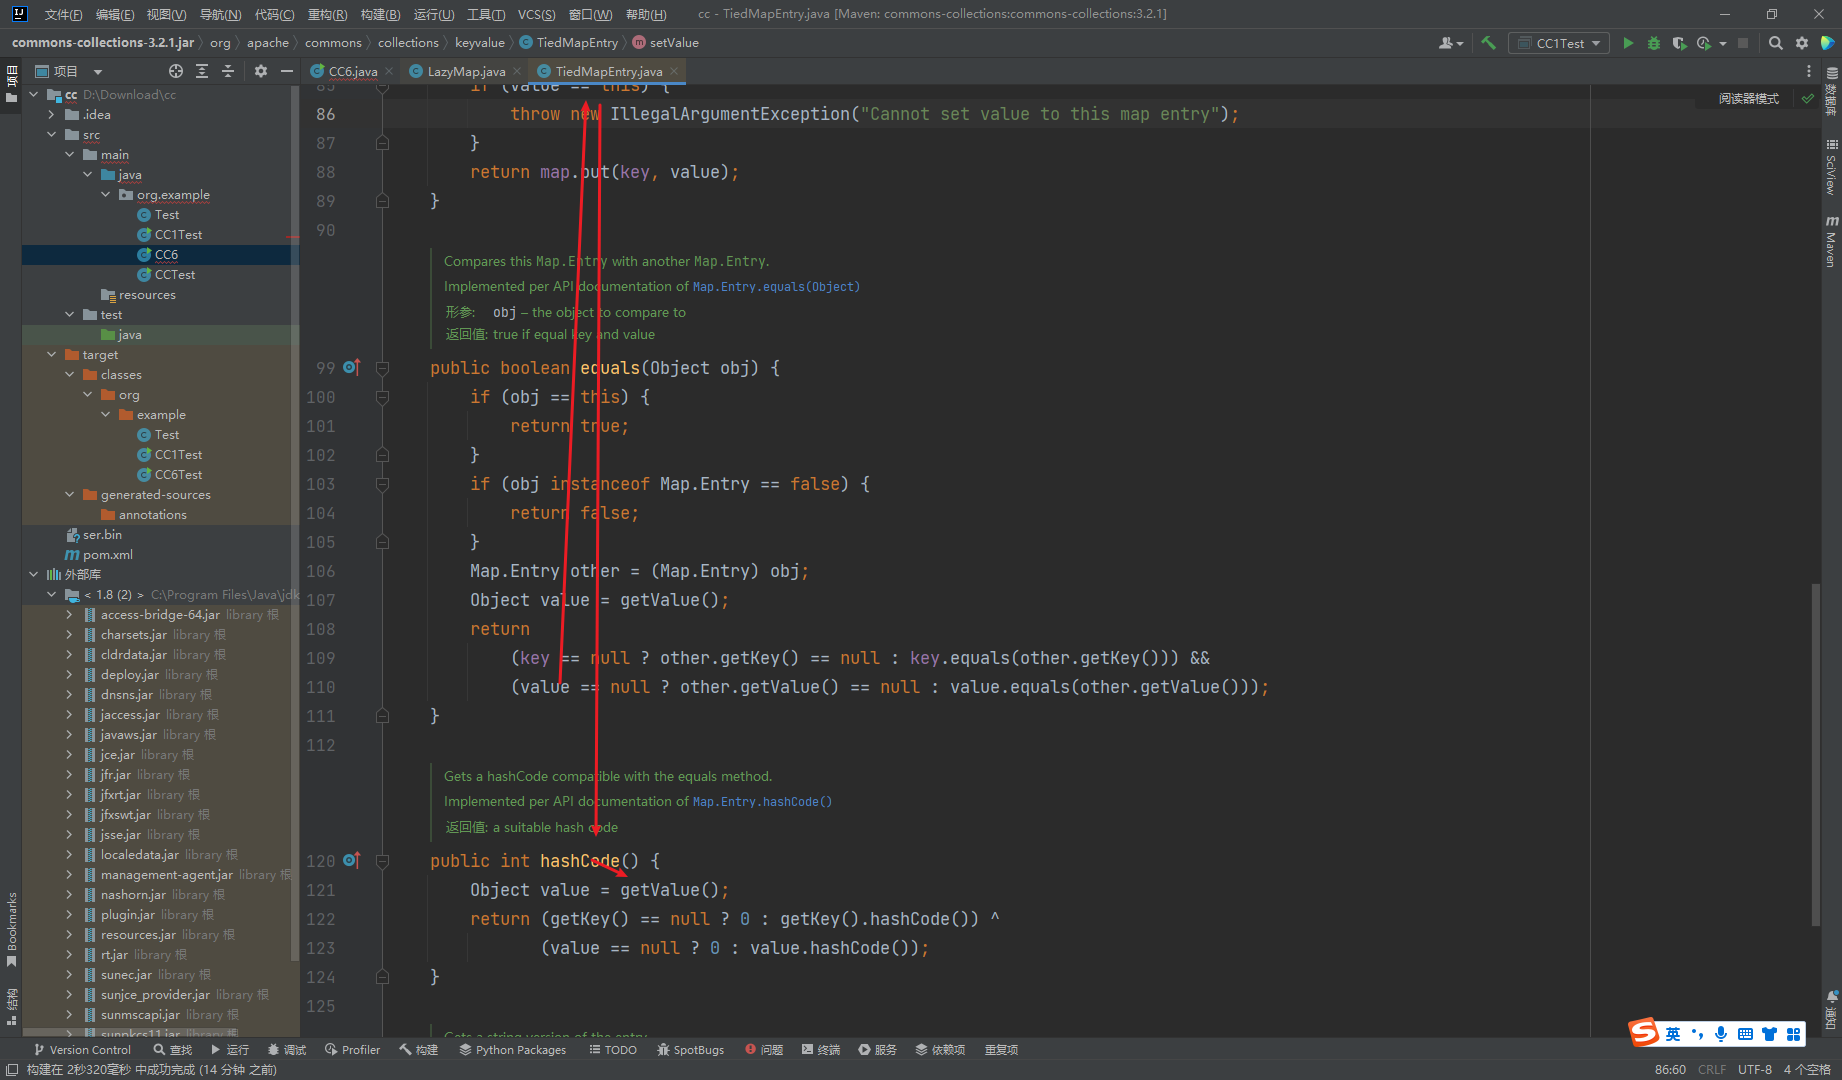 文件(F) 编辑(E) 视图(V) 导航(N) 代码(C) 重构(R) 构建(B) 运行(U) 工具(T) VCS(S) 窗口(W) 帮助(H) cc - TiedMapEntry.java [Maven: commons-collections:commons-collections:3.2.1]
commons-collections-3.2.1.jar org apache commons collections keyvalue TiedMapEntry setValue CC1Test
项目
CC6.java LazyMap.java TiedMapEntry.java
项目
cc D:\Download\cc
.idea
src
main
java
org.example
Test
CC1Test
CC6
CCTest
resources
test
java
target
classes
org
example
Test
CC1Test
CC6Test
generated-sources
annotations
ser.bin
pom.xml
外部库
< 1.8 (2) > C:\Program Files\Java\jdk
access-bridge-64.jar library 根
charsets.jar library 根
cldrdata.jar library 根
deploy.jar library 根
dnsns.jar library 根
jaccess.jar library 根
javaws.jar library 根
jce.jar library 根
jfr.jar library 根
jfxrt.jar library 根
jfxswt.jar library 根
jsse.jar library 根
localedata.jar library 根
management-agent.jar library 根
nashorn.jar library 根
plugin.jar library 根
resources.jar library 根
rt.jar library 根
sunec.jar library 根
sunjce_provider.jar library 根
sunmscapi.jar library 根
sunpkcs11.jar library 根
Bookmarks
结构
阅读器模式
85 if (value == this) {
86 throw new IllegalArgumentException("Cannot set value to this map entry");
87 }
88 return map.put(key, value);
89 }
90
Compares this Map.Entry with another Map.Entry.
Implemented per API documentation of Map.Entry.equals(Object)
形参: obj – the object to compare to
返回值: true if equal key and value
99 public boolean equals(Object obj) {
100 if (obj == this) {
101 return true;
102 }
103 if (obj instanceof Map.Entry == false) {
104 return false;
105 }
106 Map.Entry other = (Map.Entry) obj;
107 Object value = getValue();
108 return
109 (key == null ? other.getKey() == null : key.equals(other.getKey())) &&
110 (value == null ? other.getValue() == null : value.equals(other.getValue()));
111 }
112
Gets a hashCode compatible with the equals method.
Implemented per API documentation of Map.Entry.hashCode()
返回值: a suitable hash code
120 public int hashCode() {
121 Object value = getValue();
122 return (getKey() == null ? 0 : getKey().hashCode()) ^
123 (value == null ? 0 : value.hashCode());
124 }
125
Gets a string version of the entry.
数据库
SciView
Maven
通知
英
Version Control 查找 运行 调试 Profiler 构建 Python Packages TODO SpotBugs 问题 终端 服务 依赖项 重复项
构建在 2秒320毫秒 中成功完成 (14 分钟 之前) 86:60 CRLF UTF-8 4 个空格